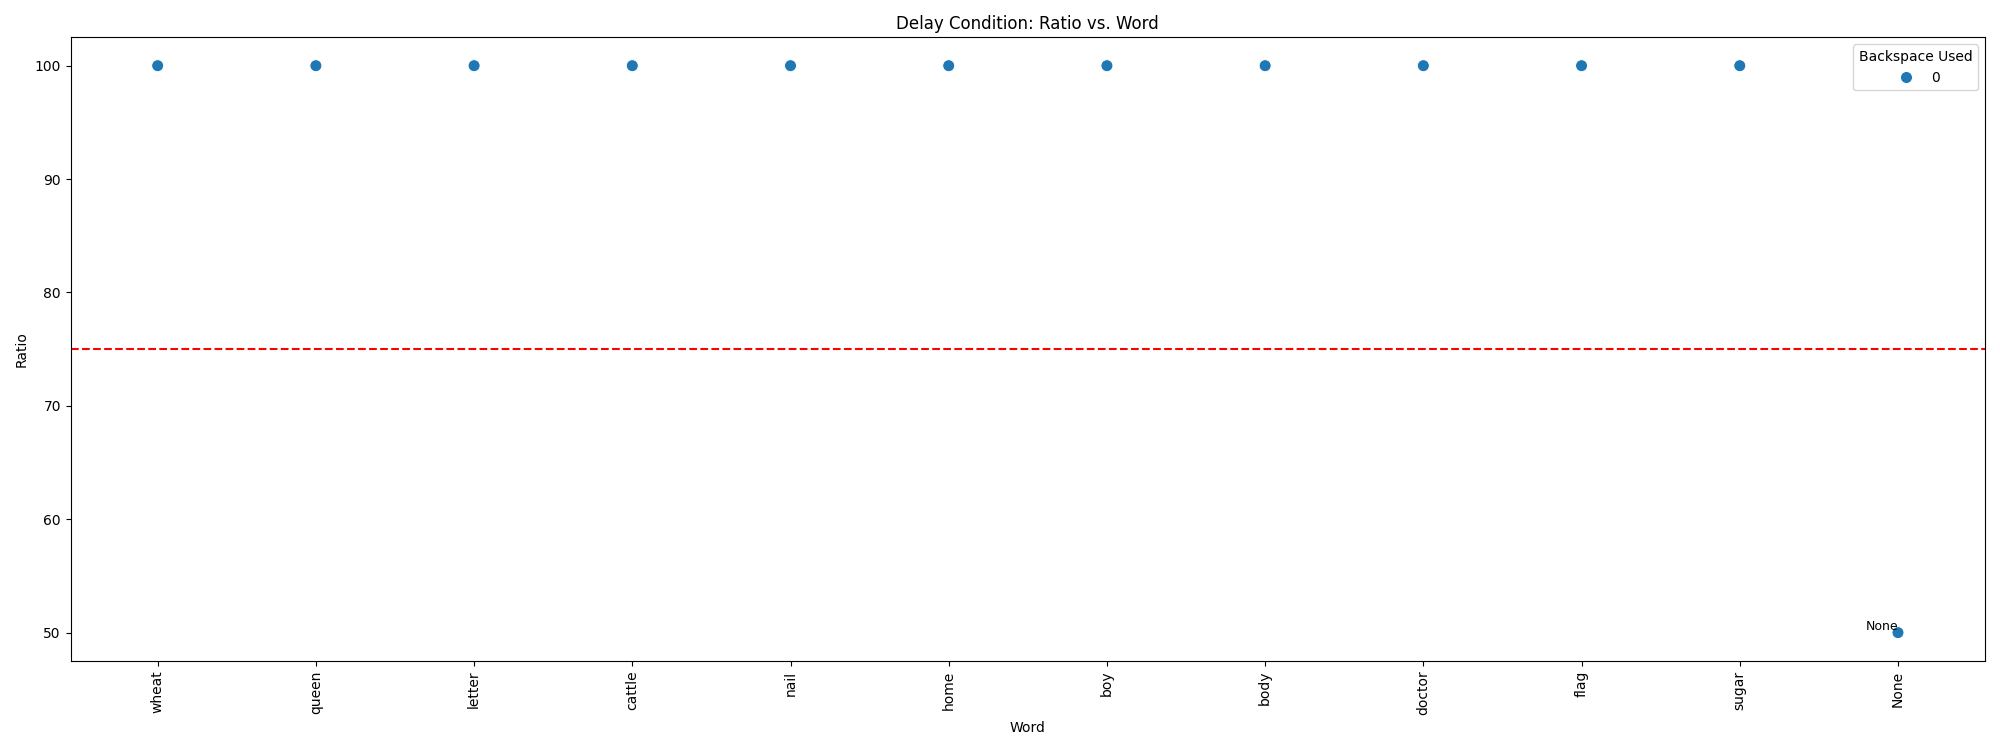 Delay Condition: Ratio vs. Word
Backspace Used
0
Ratio
100
90
80
70
60
50
None
wheat
queen
letter
cattle
nail
home
boy
body
doctor
flag
sugar
None
Word